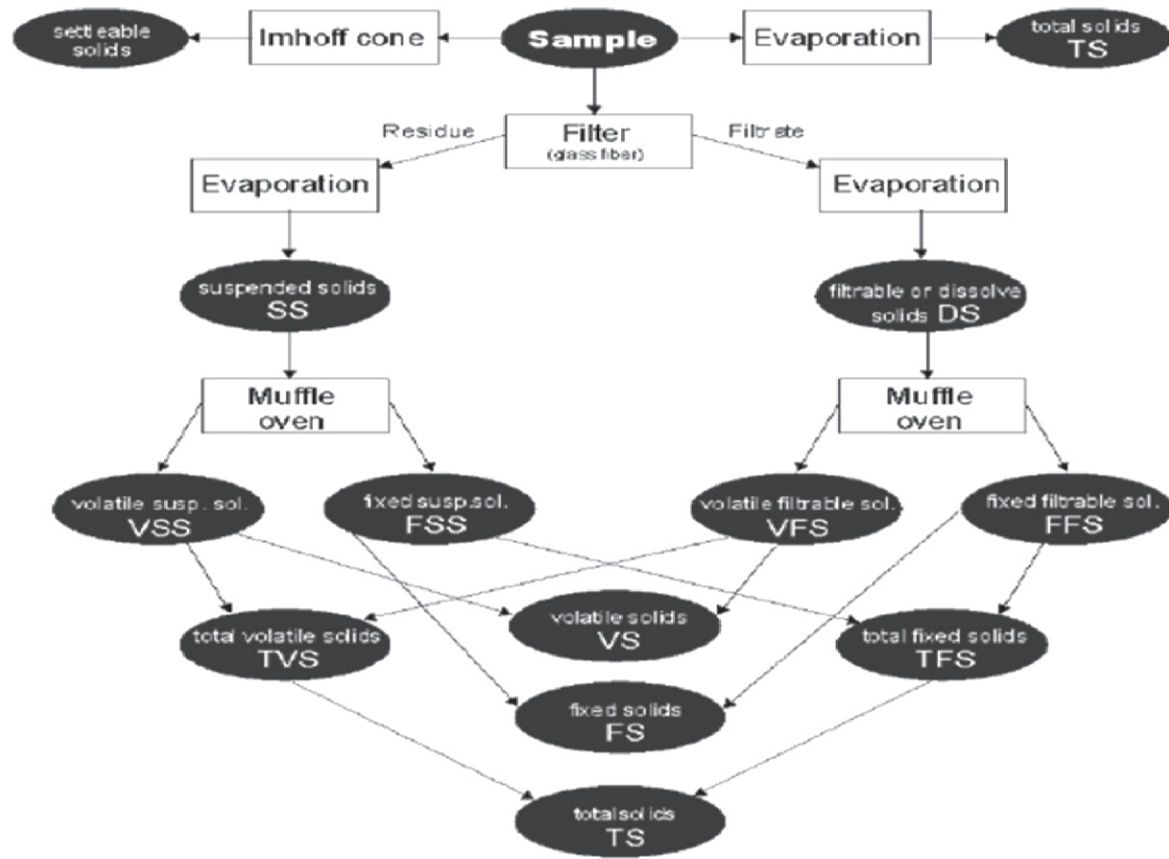 settleable
solids
Imhoff cone
Sample
Evaporation
total solids
TS
Residue
Filter
(glass fiber)
Filtrate
Evaporation
Evaporation
suspended solids
SS
filtrable or dissolve
solids DS
Muffle
oven
Muffle
oven
volatile susp. sol.
VSS
fixed susp.sol.
FSS
volatile filtrable sol.
VFS
fixed filtrable sol.
FFS
total volatile solids
TVS
volatile solids
VS
total fixed solids
TFS
fixed solids
FS
total solids
TS